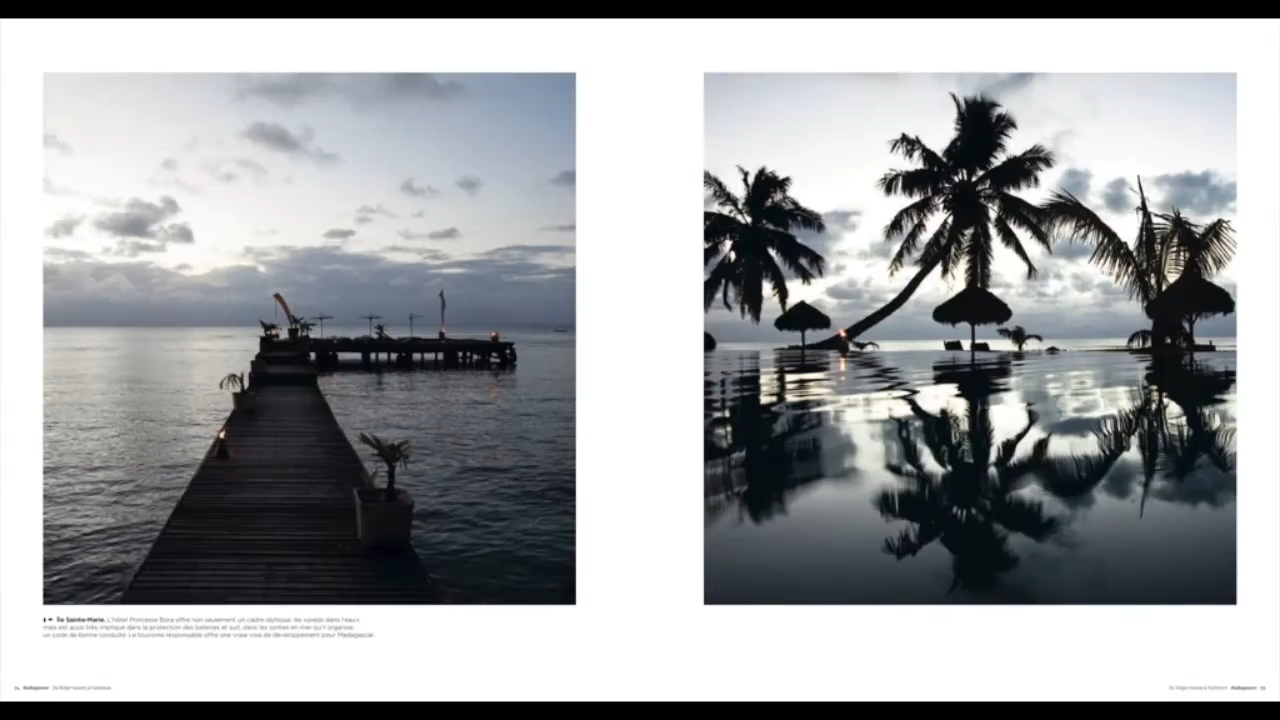 Île Sainte-Marie. L'hôtel Princesse Bora offre non seulement un cadre idyllique, les «pieds dans l'eau»,
mais est aussi très impliqué dans la protection des baleines et suit, dans les sorties en mer qu'il organise,
un code de bonne conduite. Le tourisme responsable offre une vraie voie de développement pour Madagascar.
Madagascar
Madagascar